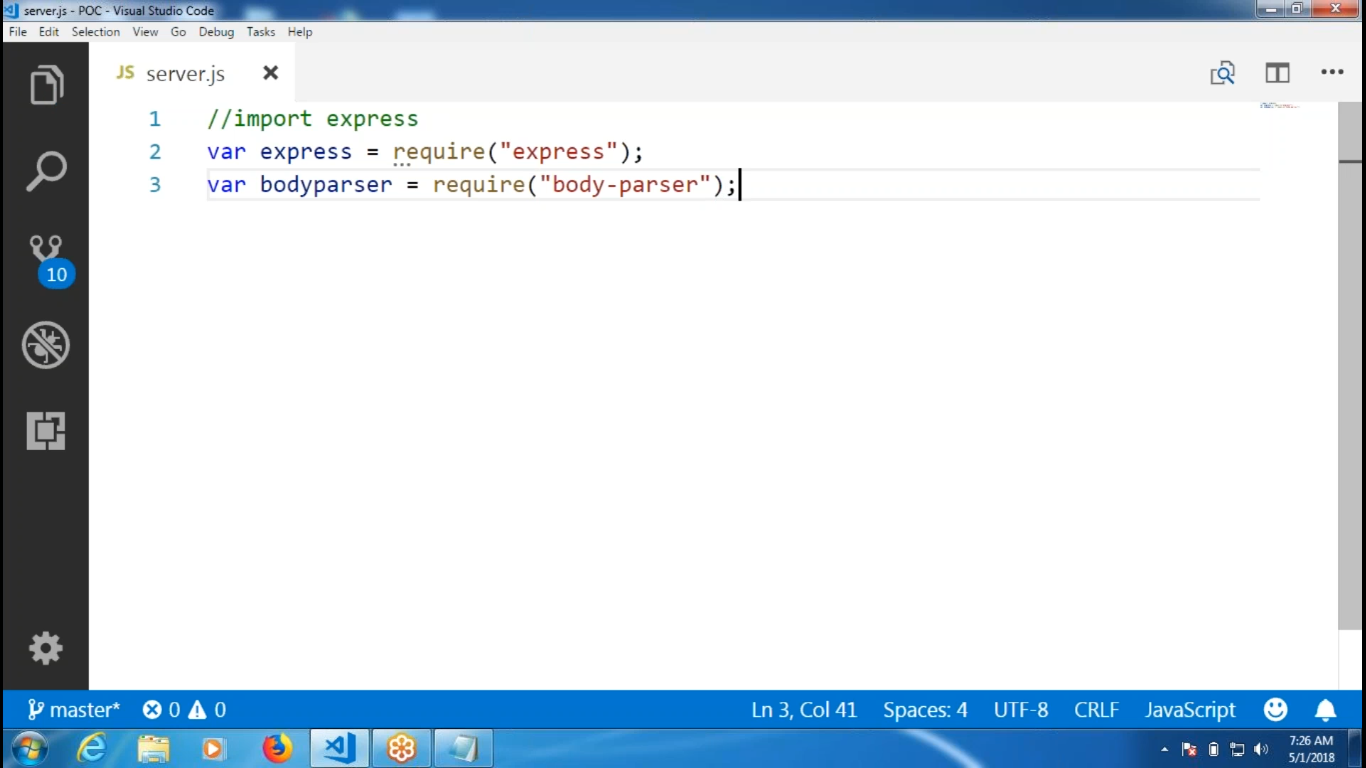 server.js - POC - Visual Studio Code
File Edit Selection View Go Debug Tasks Help
JS server.js
1 //import express
2 var express = require("express");
3 var bodyparser = require("body-parser");
10
master* 0 0 Ln 3, Col 41 Spaces: 4 UTF-8 CRLF JavaScript
7:26 AM
5/1/2018